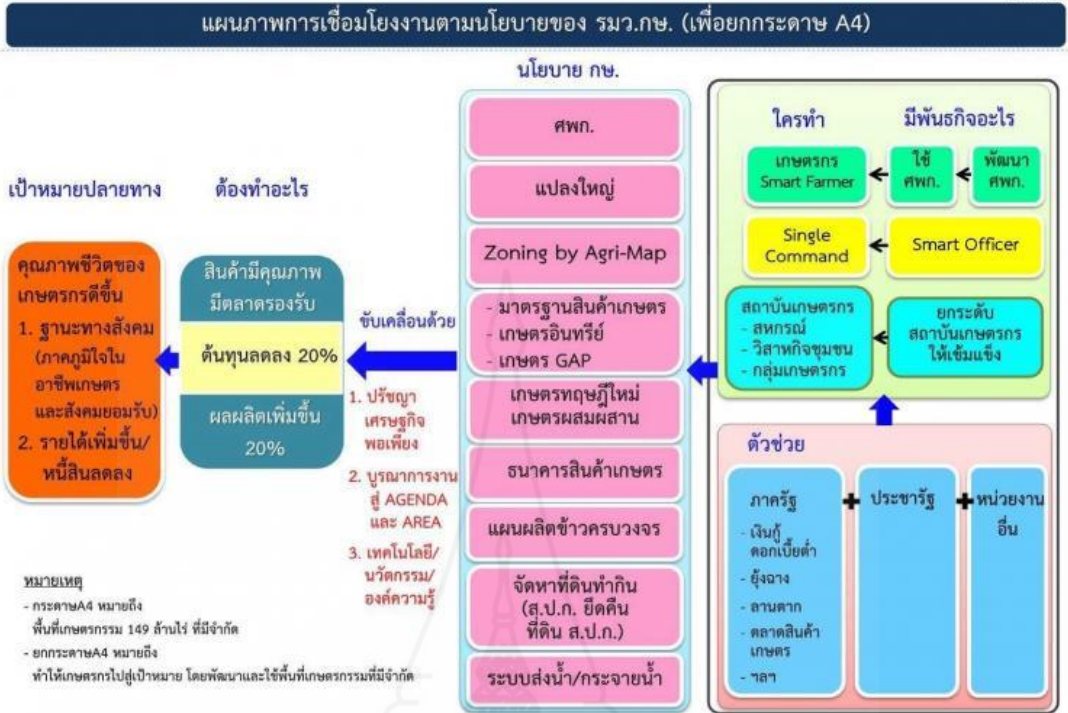 แผนภาพการเชื่อมโยงงานตามนโยบายของ รมว.กษ. (เพื่อยกกระดาษ A4)
เป้าหมายปลายทาง
คุณภาพชีวิตของ
เกษตรกรดีขึ้น
1. ฐานะทางสังคม
(ภาคภูมิใจใน
อาชีพเกษตร
และสังคมยอมรับ)
2. รายได้เพิ่มขึ้น/
หนี้สินลดลง
ต้องทำอะไร
สินค้ามีคุณภาพ
มีตลาดรองรับ
ต้นทุนลดลง 20%
ผลผลิตเพิ่มขึ้น
20%
ขับเคลื่อนด้วย
1. ปรัชญา
เศรษฐกิจ
พอเพียง
2. บูรณาการงาน
สู่ AGENDA
และ AREA
3. เทคโนโลยี/
นวัตกรรม/
องค์ความรู้
นโยบาย กษ.
ศพก.
แปลงใหญ่
Zoning by Agri-Map
- มาตรฐานสินค้าเกษตร
- เกษตรอินทรีย์
- เกษตร GAP
เกษตรทฤษฎีใหม่
เกษตรผสมผสาน
ธนาคารสินค้าเกษตร
แผนผลิตข้าวครบวงจร
จัดหาที่ดินทำกิน
(ส.ป.ก. ยึดคืน
ที่ดิน ส.ป.ก.)
ระบบส่งน้ำ/กระจายน้ำ
ใครทำ
มีพันธกิจอะไร
เกษตรกร
Smart Farmer
ใช้
ศพก.
พัฒนา
ศพก.
Single
Command
Smart Officer
สถาบันเกษตรกร
- สหกรณ์
- วิสาหกิจชุมชน
- กลุ่มเกษตรกร
ยกระดับ
สถาบันเกษตรกร
ให้เข้มแข็ง
ตัวช่วย
ภาครัฐ
- เงินกู้
ดอกเบี้ยต่ำ
- ยุ้งฉาง
- ลานตาก
- ตลาดสินค้า
เกษตร
- ฯลฯ
+
ประชารัฐ
+
หน่วยงาน
อื่น
หมายเหตุ
- กระดาษA4 หมายถึง
พื้นที่เกษตรกรรม 149 ล้านไร่ ที่มีจำกัด
- ยกกระดาษA4 หมายถึง
ทำให้เกษตรกรไปสู่เป้าหมาย โดยพัฒนาและใช้พื้นที่เกษตรกรรมที่มีจำกัด